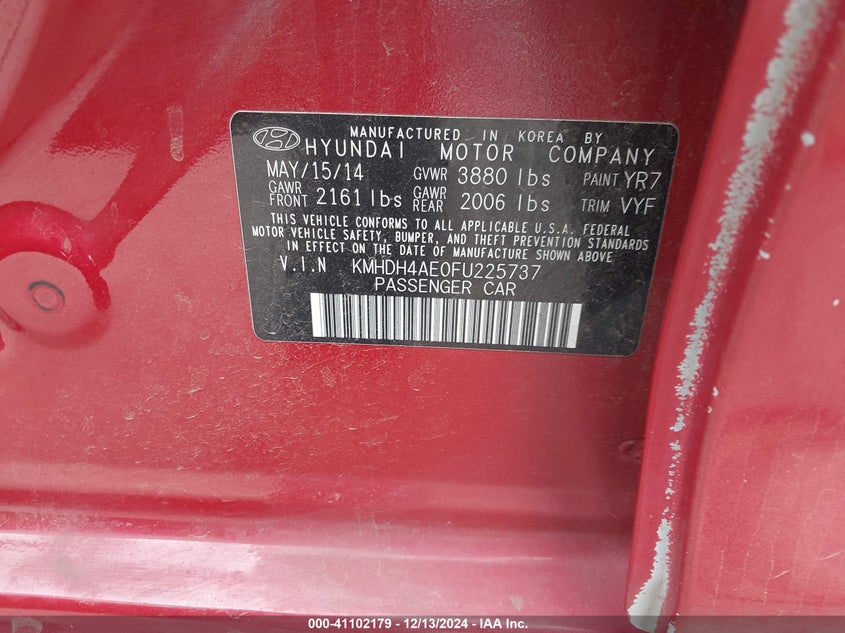 MANUFACTURED IN KOREA BY
HYUNDAI MOTOR COMPANY
MAY/15/14 GVWR 3880 lbs PAINT YR7
GAWR FRONT 2161 lbs GAWR REAR 2006 lbs TRIM VYF
THIS VEHICLE CONFORMS TO ALL APPLICABLE U.S.A. FEDERAL
MOTOR VEHICLE SAFETY, BUMPER, AND THEFT PREVENTION STANDARDS
IN EFFECT ON THE DATE OF MANUFACTURE SHOWN ABOVE
V.I.N KMHDH4AE0FU225737
PASSENGER CAR
000-41102179 - 12/13/2024 - IAA Inc.